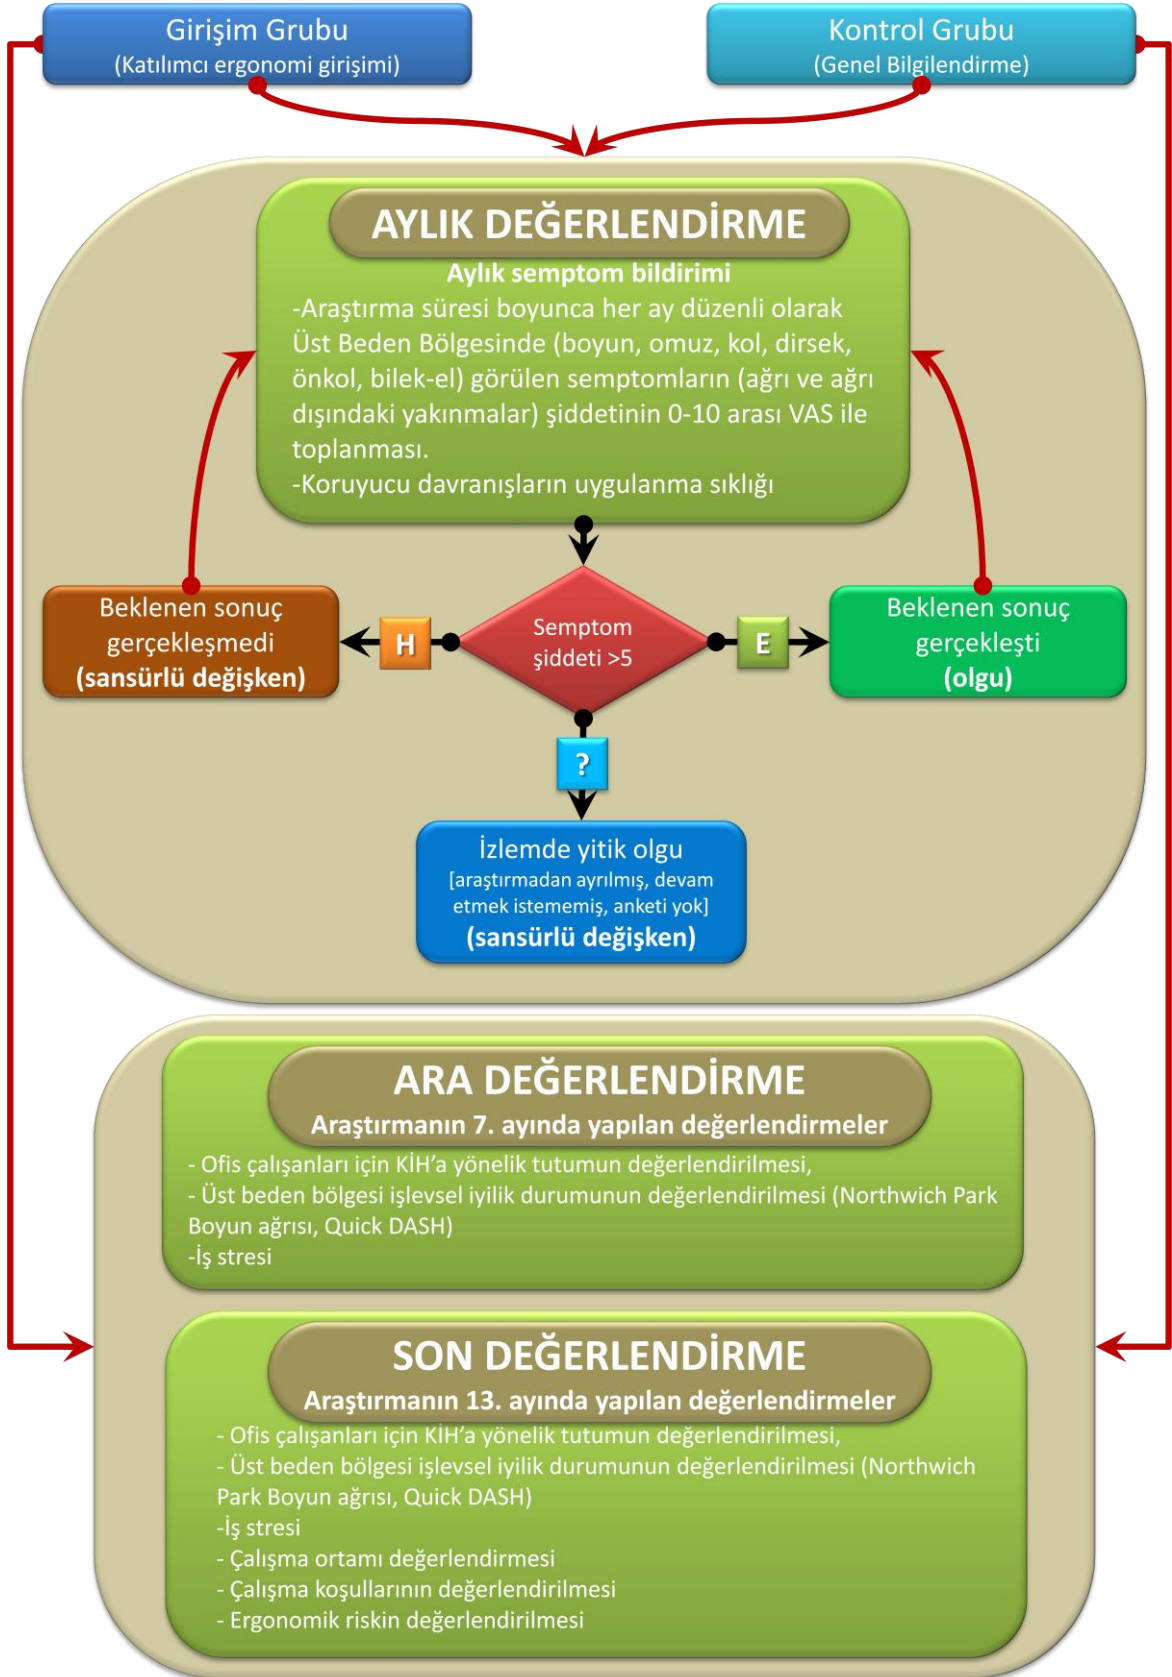 Girişim Grubu
(Katılımcı ergonomi girişimi)
Kontrol Grubu
(Genel Bilgilendirme)
AYLIK DEĞERLENDİRME
Aylık semptom bildirimi
-Araştırma süresi boyunca her ay düzenli olarak
Üst Beden Bölgesinde (boyun, omuz, kol, dirsek,
önkol, bilek-el) görülen semptomların (ağrı ve ağrı
dışındaki yakınmalar) şiddetinin 0-10 arası VAS ile
toplanması.
-Koruyucu davranışların uygulanma sıklığı
Beklenen sonuç
gerçekleşmedi
(sansürlü değişken)
H
Semptom
şiddeti >5
E
Beklenen sonuç
gerçekleşti
(olgu)
?
İzlemde yitik olgu
[araştırmadan ayrılmış, devam
etmek istememiş, anketi yok]
(sansürlü değişken)
ARA DEĞERLENDİRME
Araştırmanın 7. ayında yapılan değerlendirmeler
- Ofis çalışanları için KİH’a yönelik tutumun değerlendirilmesi,
- Üst beden bölgesi işlevsel iyilik durumunun değerlendirilmesi (Northwich Park
Boyun ağrısı, Quick DASH)
-İş stresi
SON DEĞERLENDİRME
Araştırmanın 13. ayında yapılan değerlendirmeler
- Ofis çalışanları için KİH’a yönelik tutumun değerlendirilmesi,
- Üst beden bölgesi işlevsel iyilik durumunun değerlendirilmesi (Northwich
Park Boyun ağrısı, Quick DASH)
-İş stresi
- Çalışma ortamı değerlendirmesi
- Çalışma koşullarının değerlendirilmesi
- Ergonomik riskin değerlendirilmesi